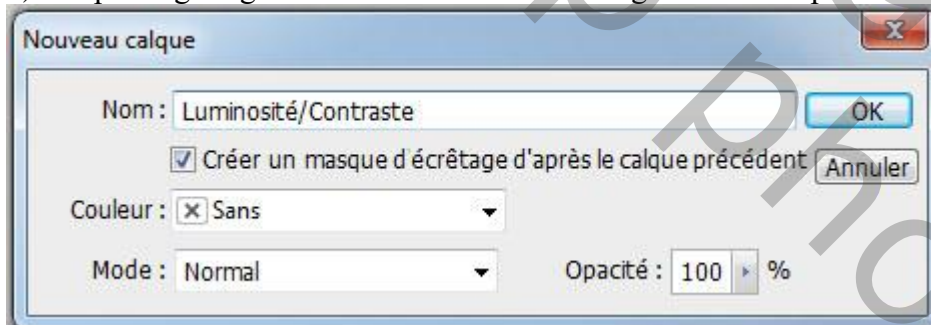 Nouveau calque
Nom : Luminosité/Contraste
OK
Créer un masque d'écrêtage d'après le calque précédent
Annuler
Couleur : Sans
Mode : Normal
Opacité : 100 %